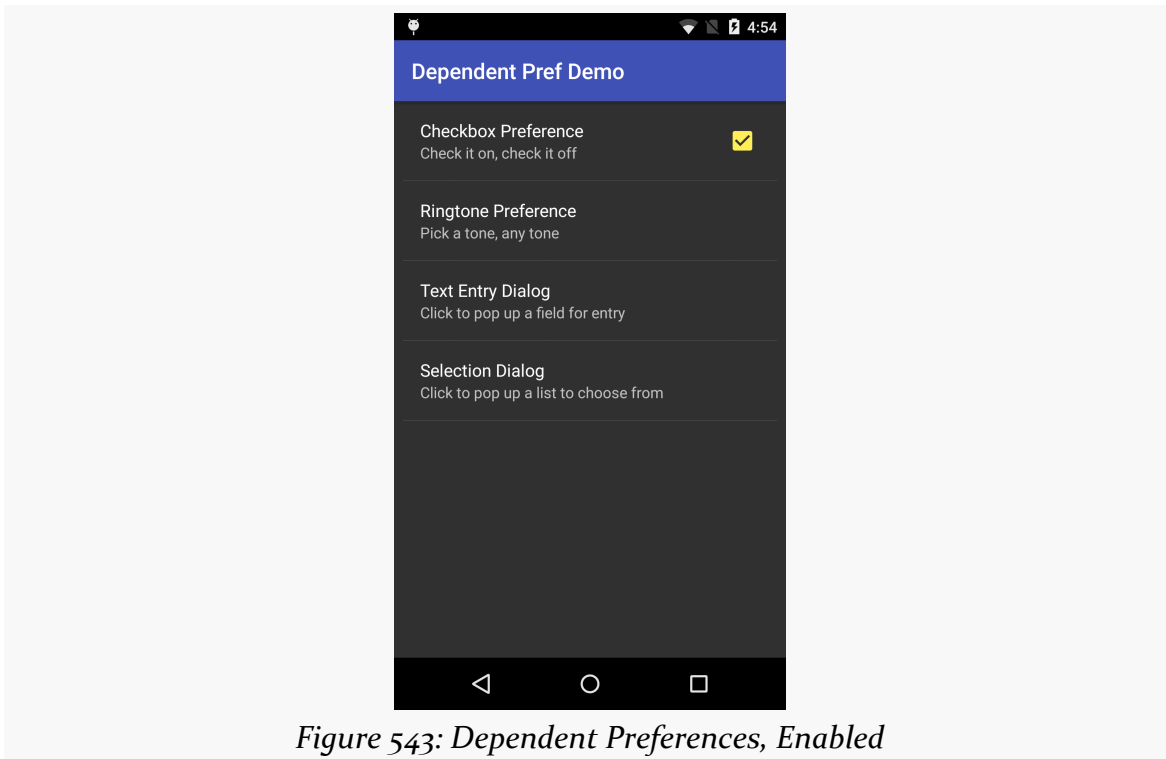 4:54
Dependent Pref Demo
Checkbox Preference
Check it on, check it off
Ringtone Preference
Pick a tone, any tone
Text Entry Dialog
Click to pop up a field for entry
Selection Dialog
Click to pop up a list to choose from
Figure 543: Dependent Preferences, Enabled